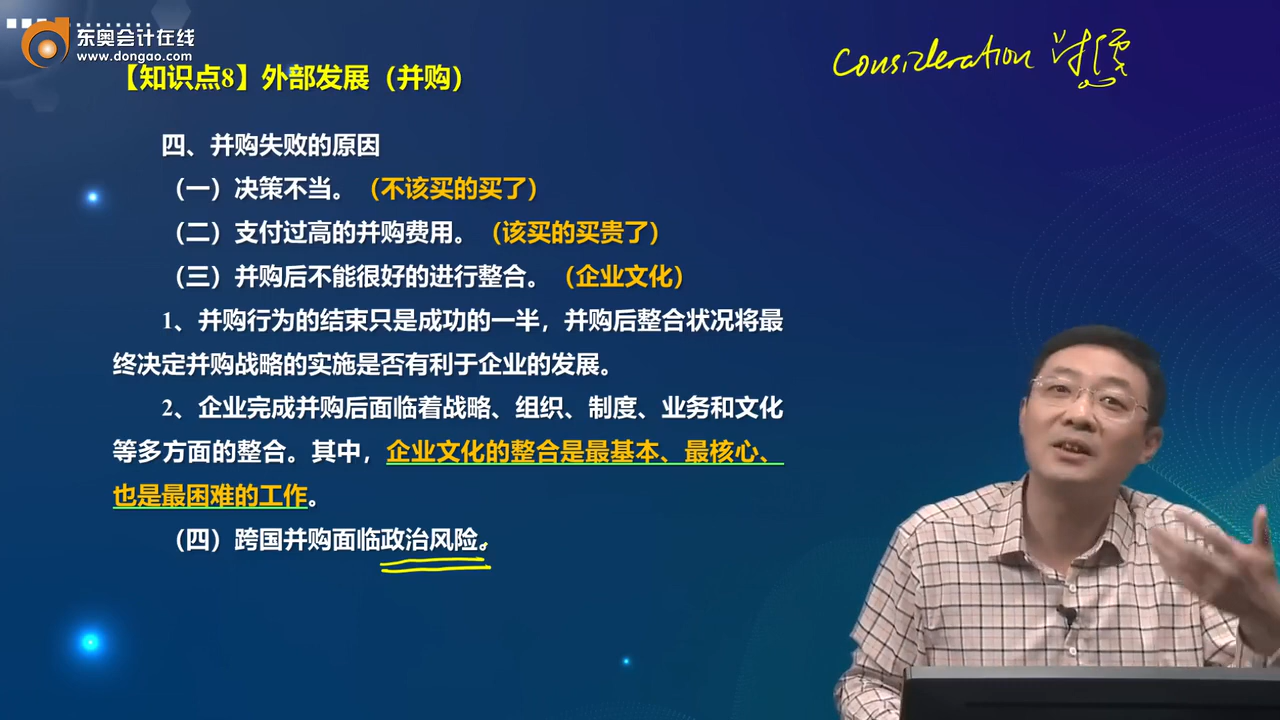 东奥会计在线
www.dongao.com
Consideration 对价
【知识点8】外部发展（并购）
四、并购失败的原因
（一）决策不当。（不该买的买了）
（二）支付过高的并购费用。（该买的买贵了）
（三）并购后不能很好的进行整合。（企业文化）
1、并购行为的结束只是成功的一半，并购后整合状况将最
终决定并购战略的实施是否有利于企业的发展。
2、企业完成并购后面临着战略、组织、制度、业务和文化
等多方面的整合。其中，企业文化的整合是最基本、最核心、
也是最困难的工作。
（四）跨国并购面临政治风险。